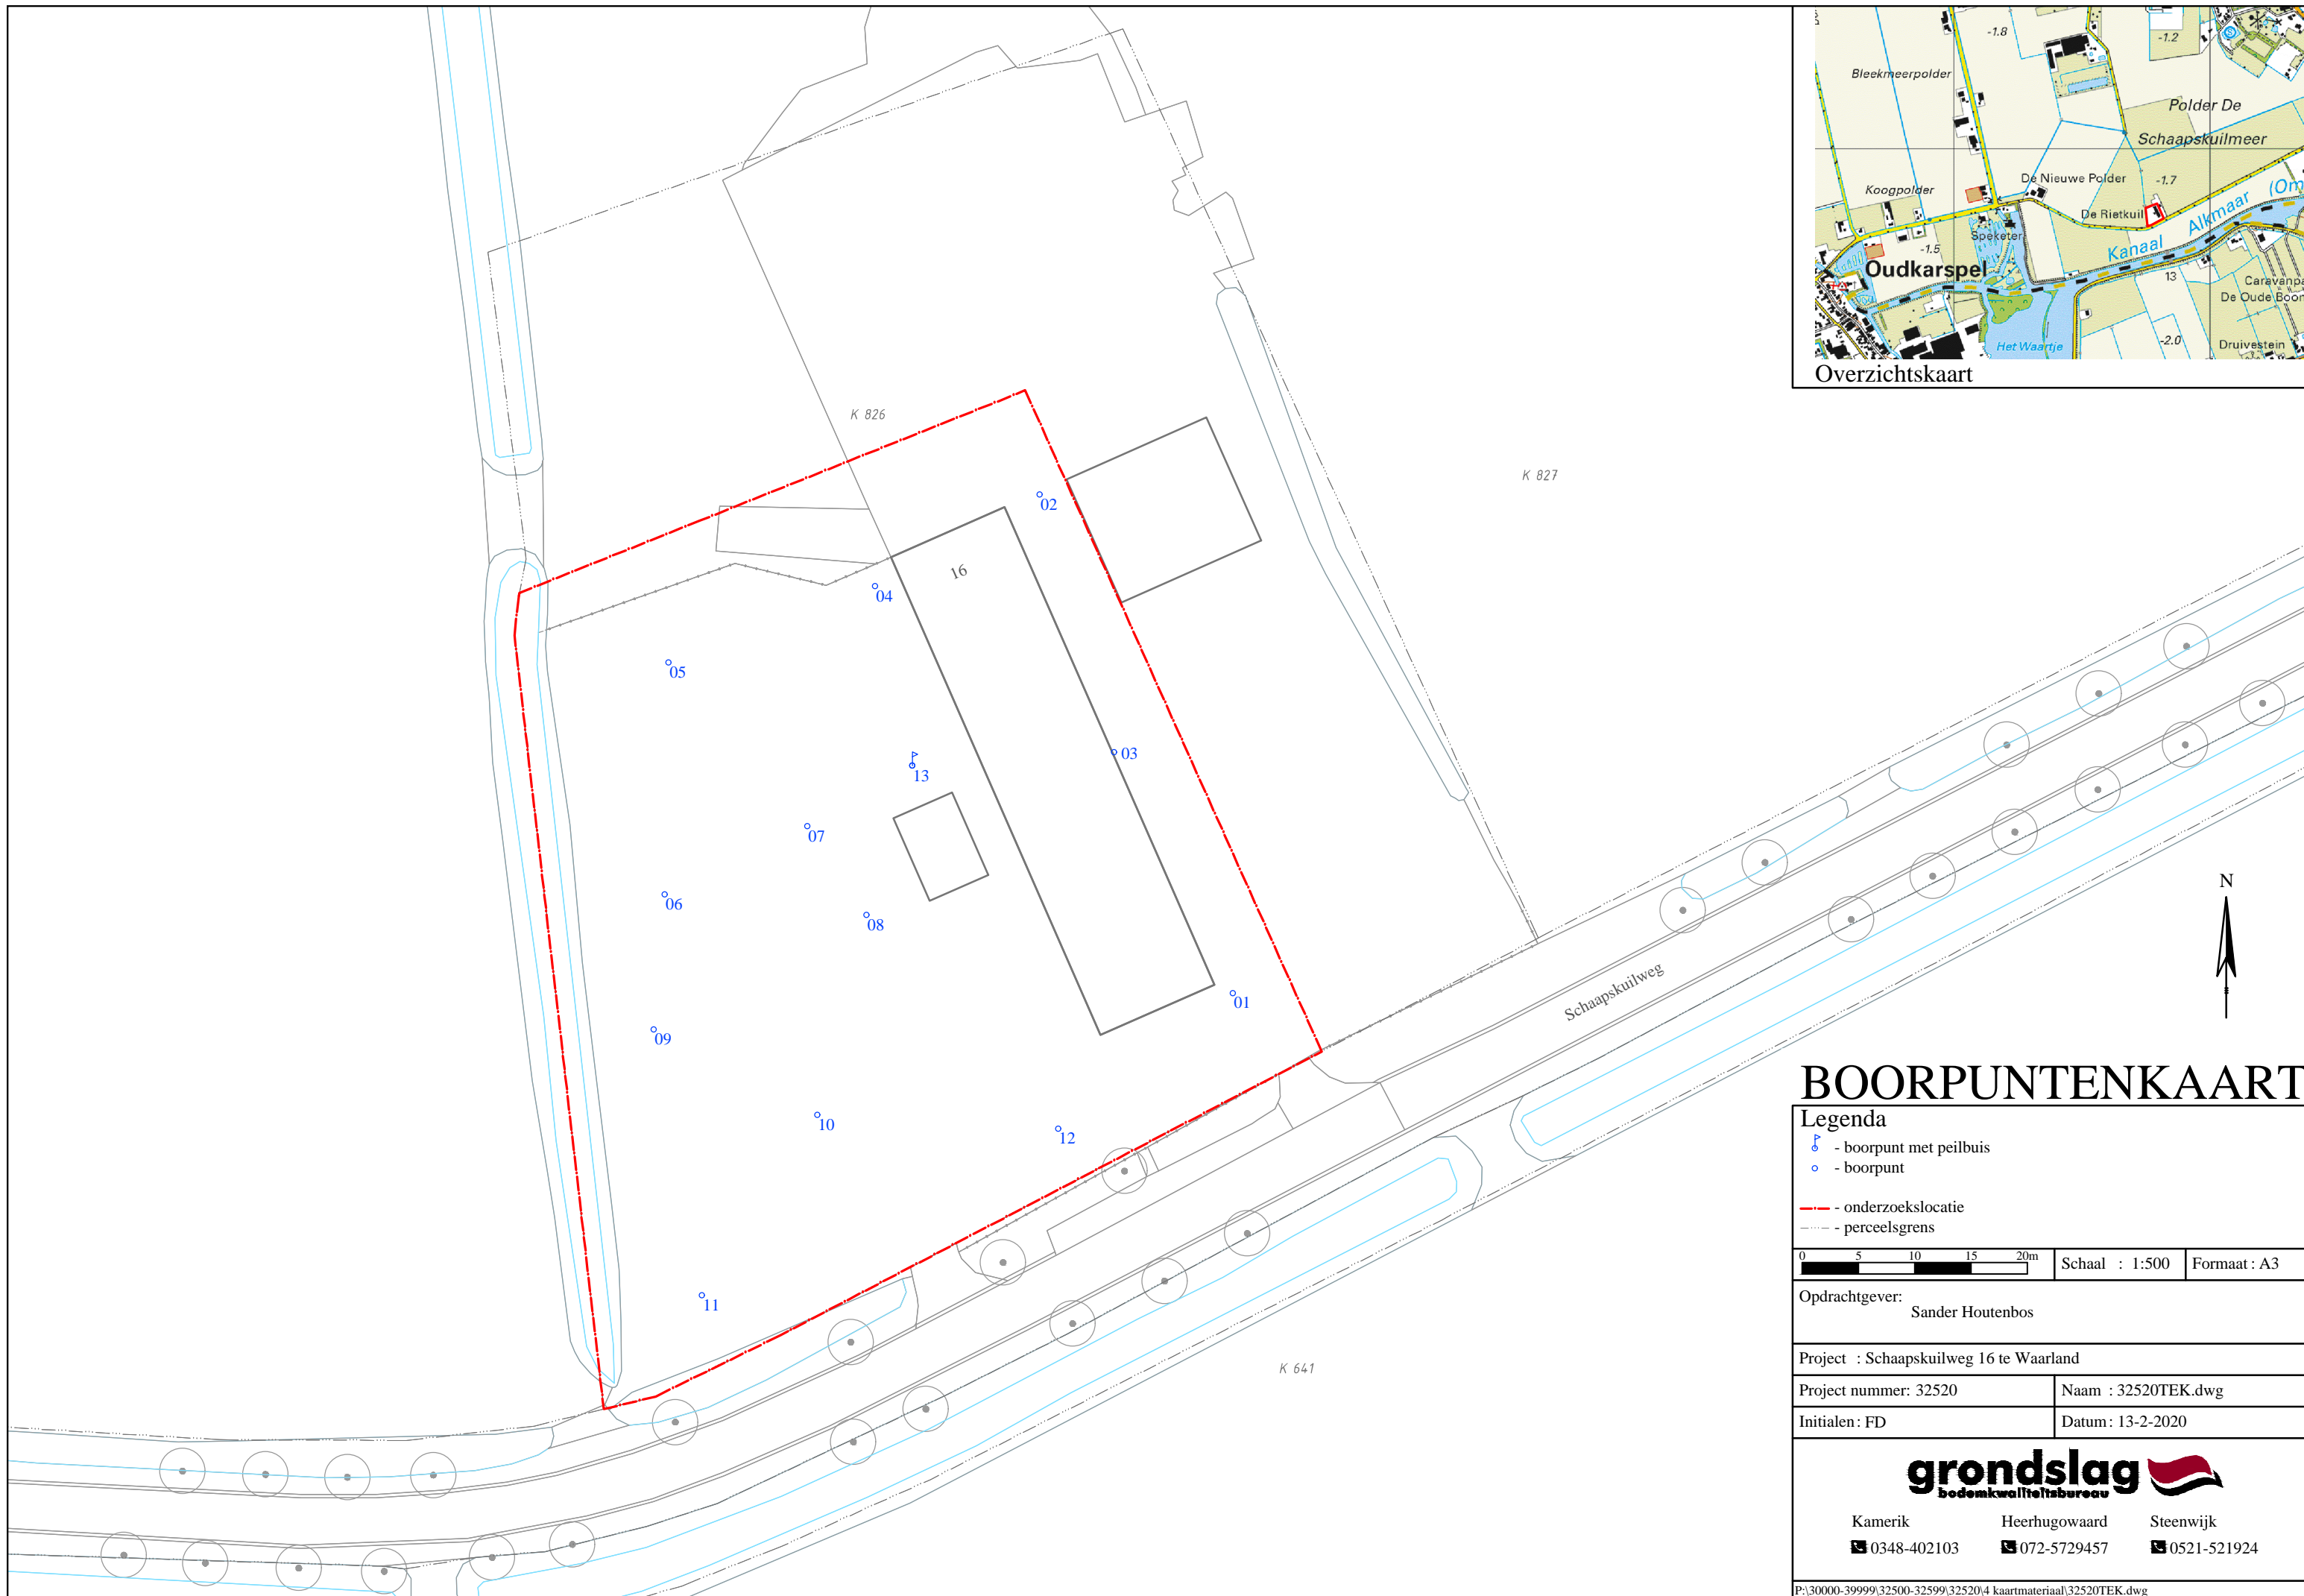 -1.8
-1.2
Bleekmeerpolder
Polder De
Schaapskuilmeer
De Nieuwe Polder
-1.7
Koogpolder
De Rietkuil
Kanaal Alkmaar (Om
Speketer
-1.5
Oudkarspel
13
Caravanpa
De Oude Boom
Het Waartje
-2.0
Druivestein
Overzichtskaart
K 826
K 827
02
16
04
05
03
13
07
06
08
01
Schaapskuilweg
09
10
12
11
K 641
N
BOORPUNTENKAART
Legenda
- boorpunt met peilbuis
- boorpunt
- onderzoekslocatie
- perceelsgrens
0 5 10 15 20m
Schaal : 1:500
Formaat : A3
Opdrachtgever:
Sander Houtenbos
Project : Schaapskuilweg 16 te Waarland
Project nummer: 32520
Naam : 32520TEK.dwg
Initialen : FD
Datum : 13-2-2020
grondslag
bodemkwaliteitsbureau
Kamerik Heerhugowaard Steenwijk
0348-402103 072-5729457 0521-521924
P:\30000-39999\32500-32599\32520\4 kaartmateriaal\32520TEK.dwg